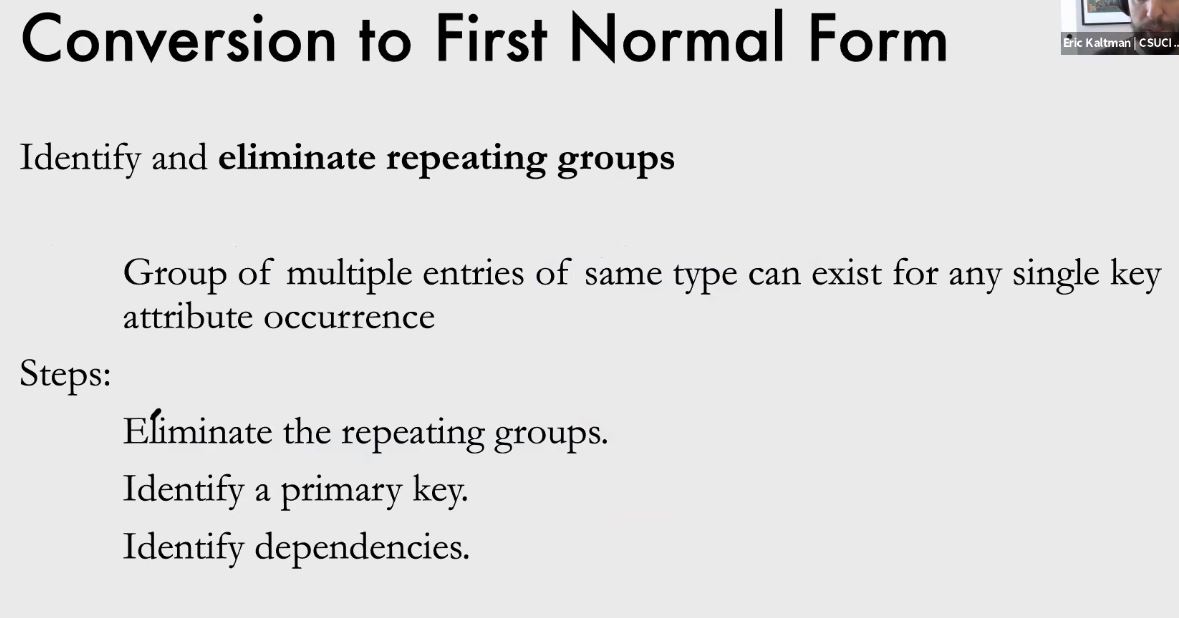 Conversion to First Normal Form
Eric Kaltman | CSUCI ..
Identify and eliminate repeating groups
Group of multiple entries of same type can exist for any single key
attribute occurrence
Steps:
Eliminate the repeating groups.
Identify a primary key.
Identify dependencies.